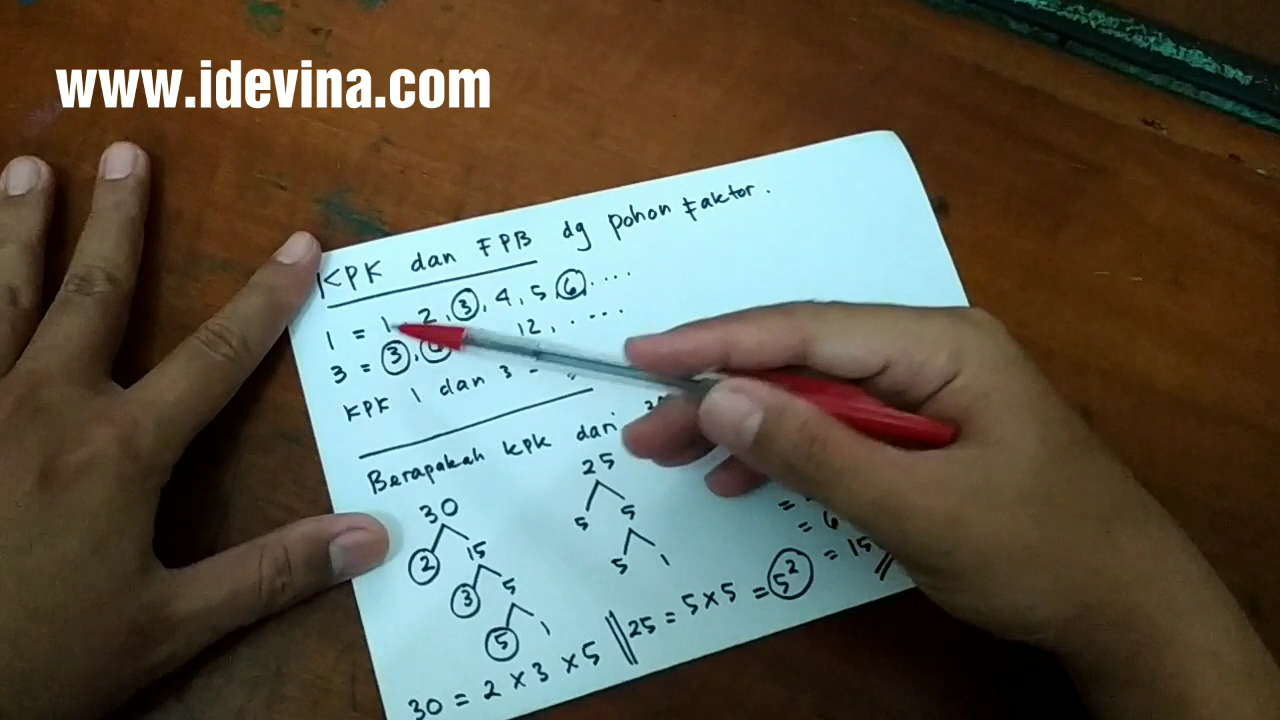 www.idevina.com
KPK dan FPB dg pohon Faktor.
1 = 1, 2, 3, 4, 5, 6, ....
3 = 3, 12, .....
KPK 1 dan 3 =
Berapakah kpk dari
30 25
2 15 5 5
3 5 5 1
5 1
= 15
30 = 2 x 3 x 5 || 25 = 5 x 5 = 5²